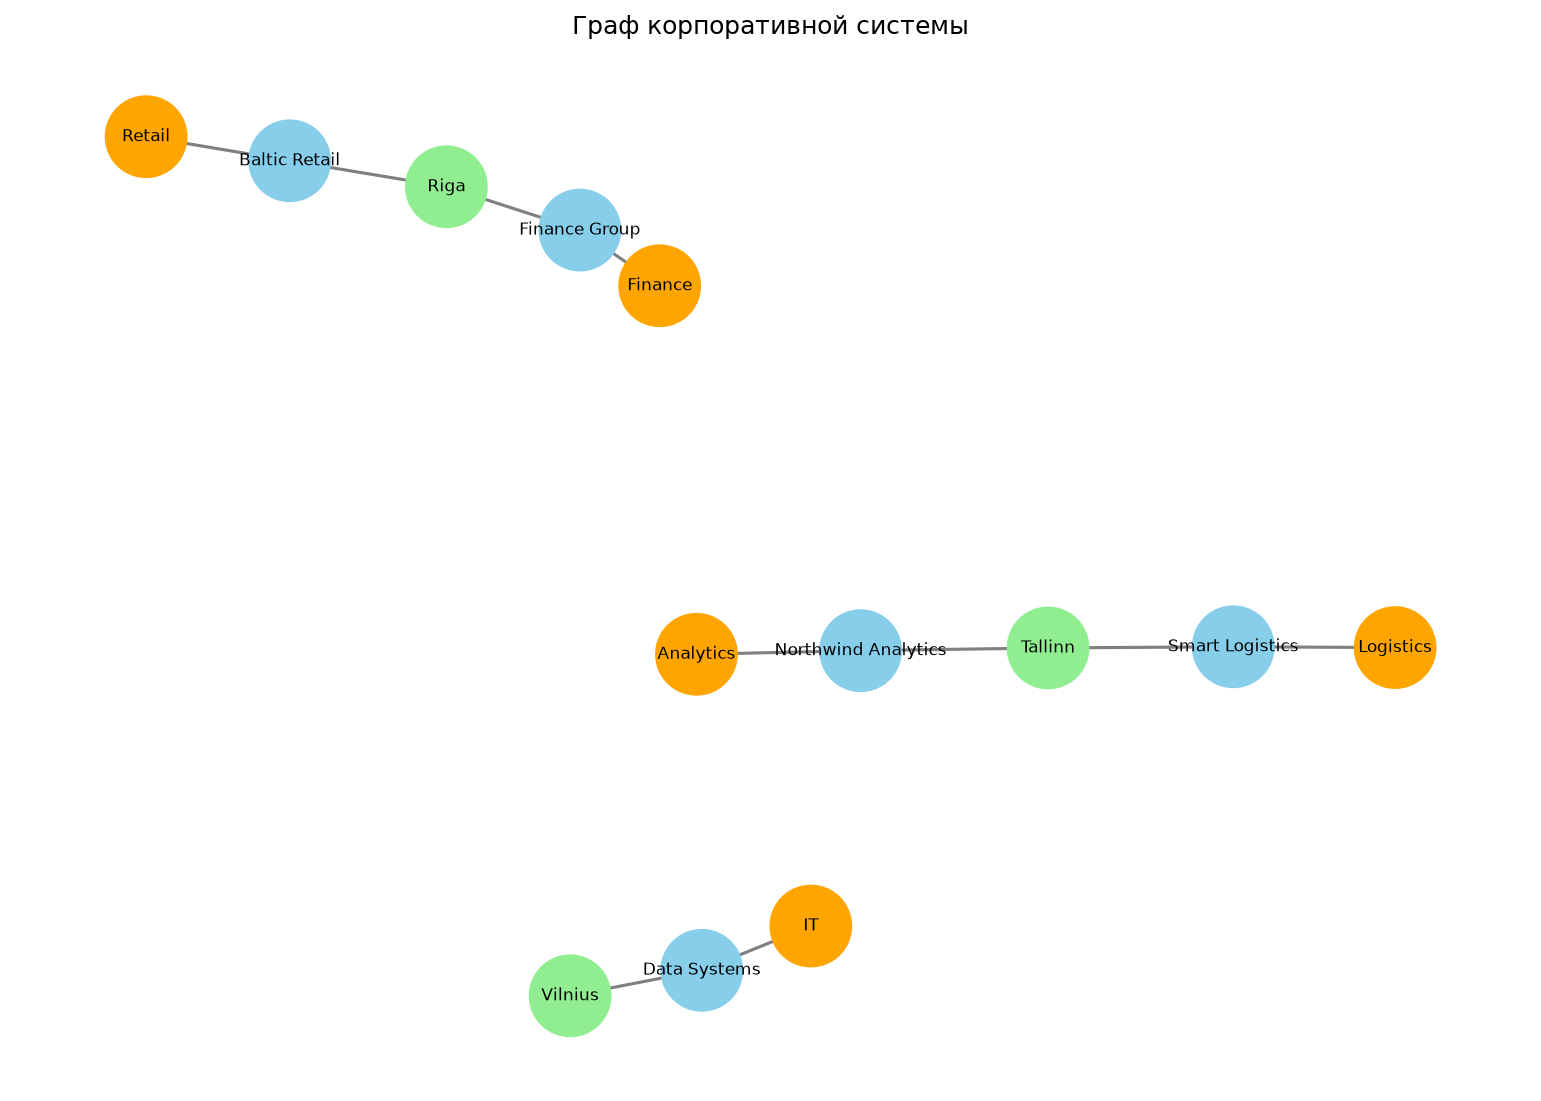 Граф корпоративной системы
Retail
Baltic Retail
Riga
Finance Group
Finance
Analytics
Northwind Analytics
Tallinn
Smart Logistics
Logistics
IT
Data Systems
Vilnius